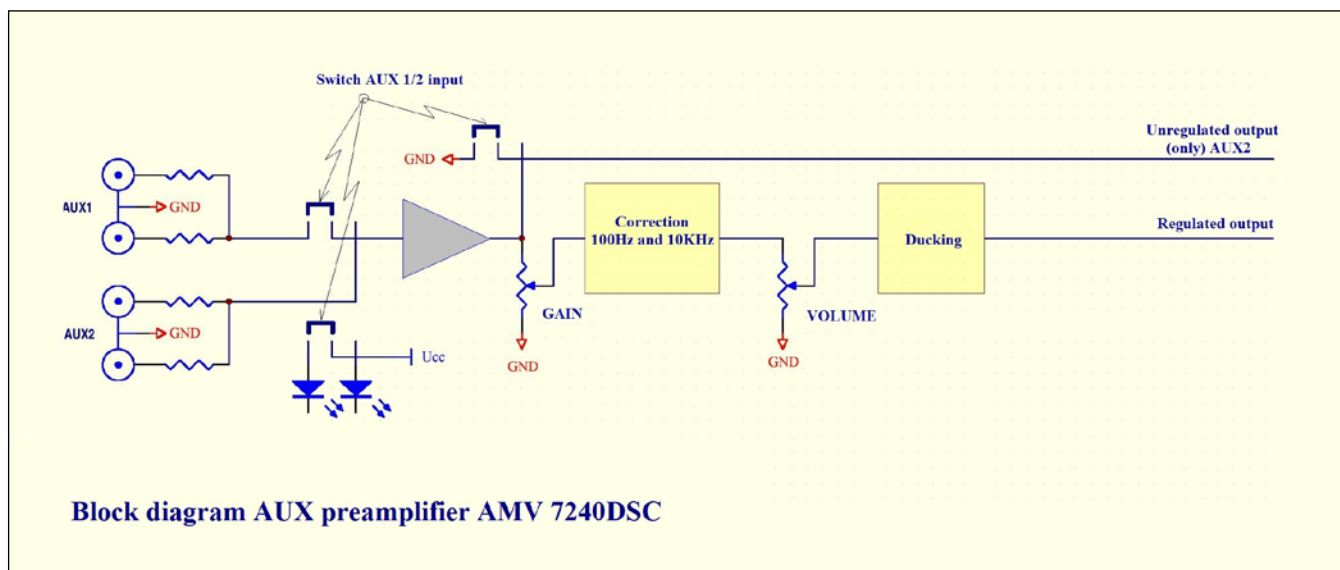 Switch AUX 1/2 input
Unregulated output
(only) AUX2
GND
AUX1
GND
Correction
100Hz and 10KHz
Ducking
Regulated output
AUX2
GND
GAIN
VOLUME
Ucc
GND
GND
Block diagram AUX preamplifier AMV 7240DSC